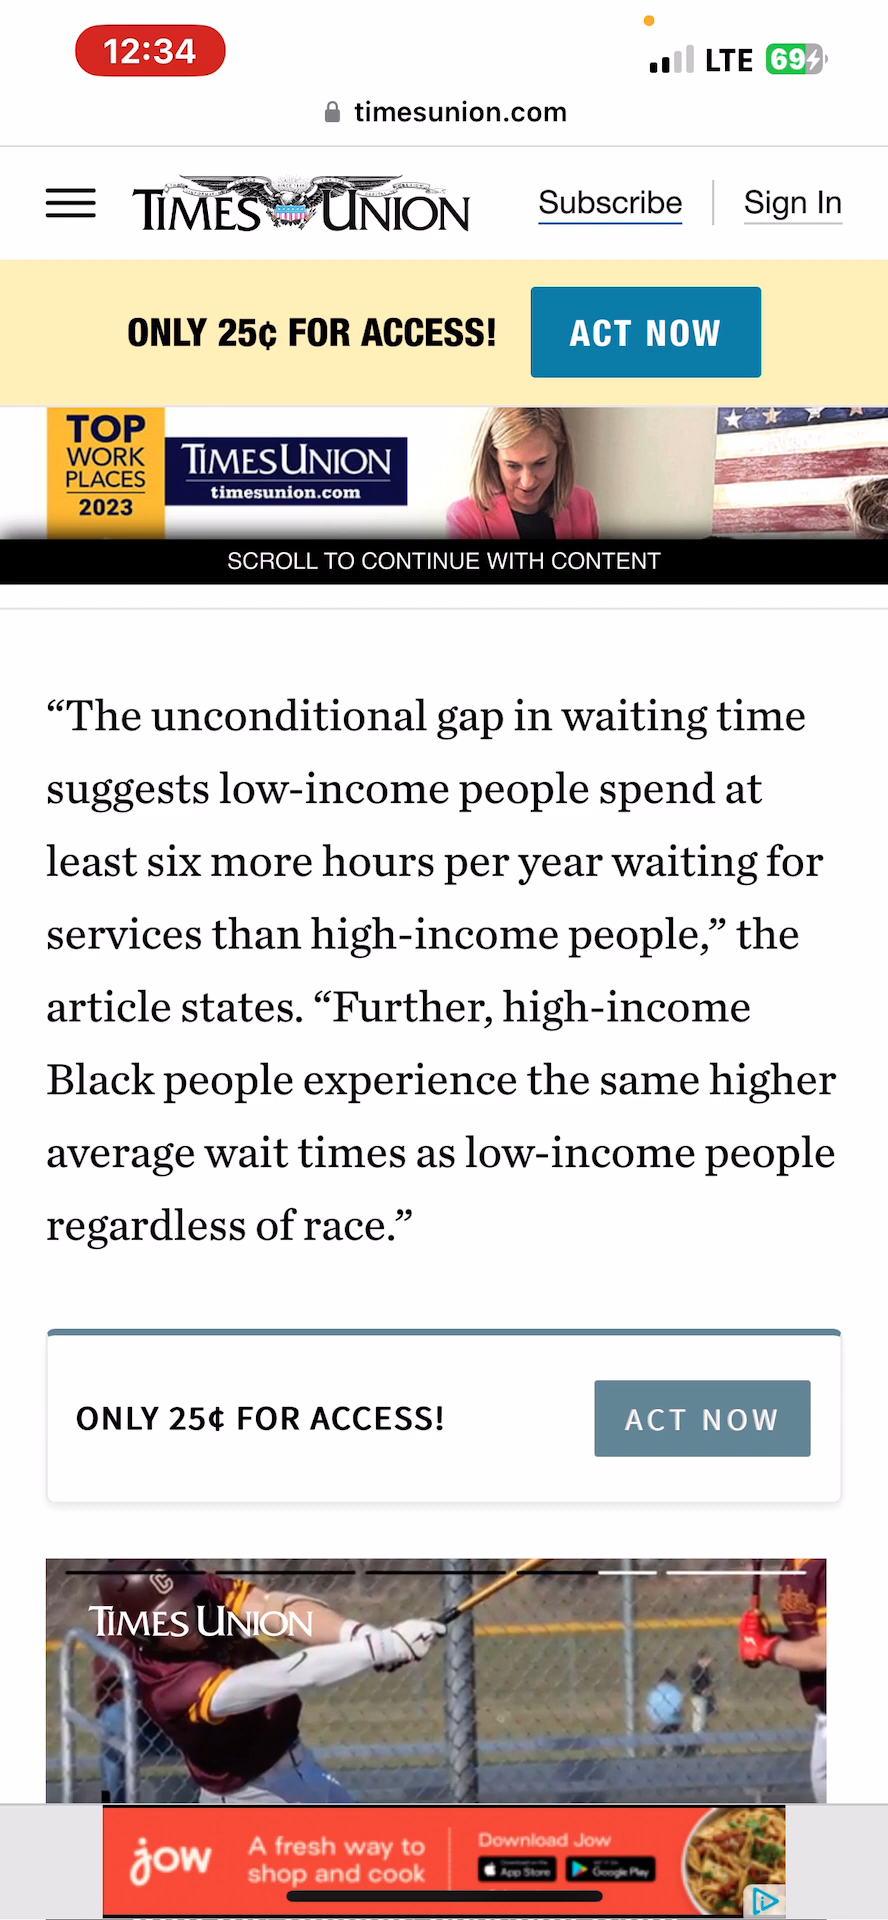 12:34
LTE 69
timesunion.com
TIMES UNION
Subscribe
Sign In
ONLY 25¢ FOR ACCESS!
ACT NOW
TOP
WORK
PLACES
2023
TIMES UNION
timesunion.com
SCROLL TO CONTINUE WITH CONTENT
“The unconditional gap in waiting time
suggests low-income people spend at
least six more hours per year waiting for
services than high-income people,” the
article states. “Further, high-income
Black people experience the same higher
average wait times as low-income people
regardless of race.”
ONLY 25¢ FOR ACCESS!
ACT NOW
TIMES UNION
jow
A fresh way to
shop and cook
Download Jow
App Store
Google Play